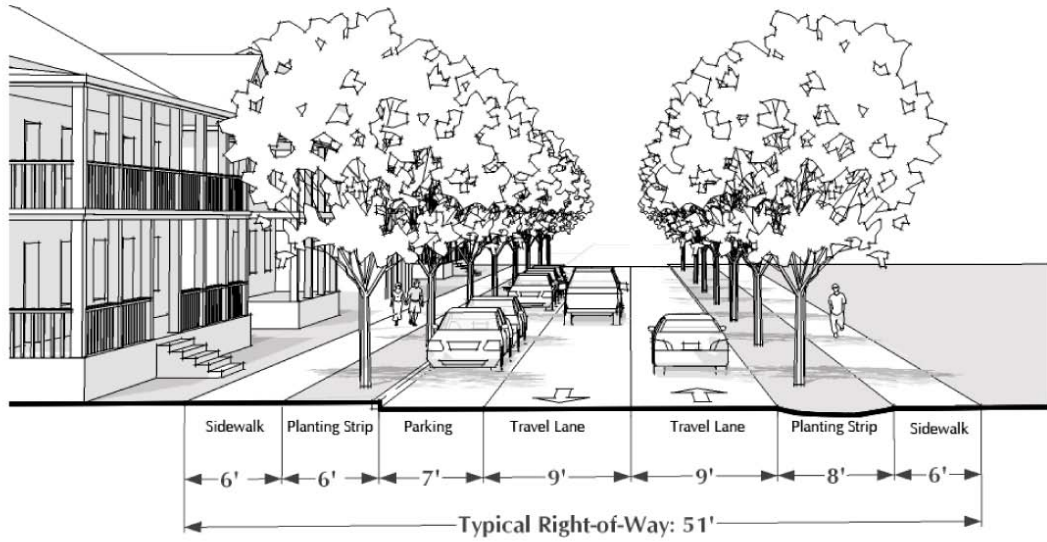 Sidewalk Planting Strip Parking Travel Lane Travel Lane Planting Strip Sidewalk
6' 6' 7' 9' 9' 8' 6'
Typical Right-of-Way: 51'